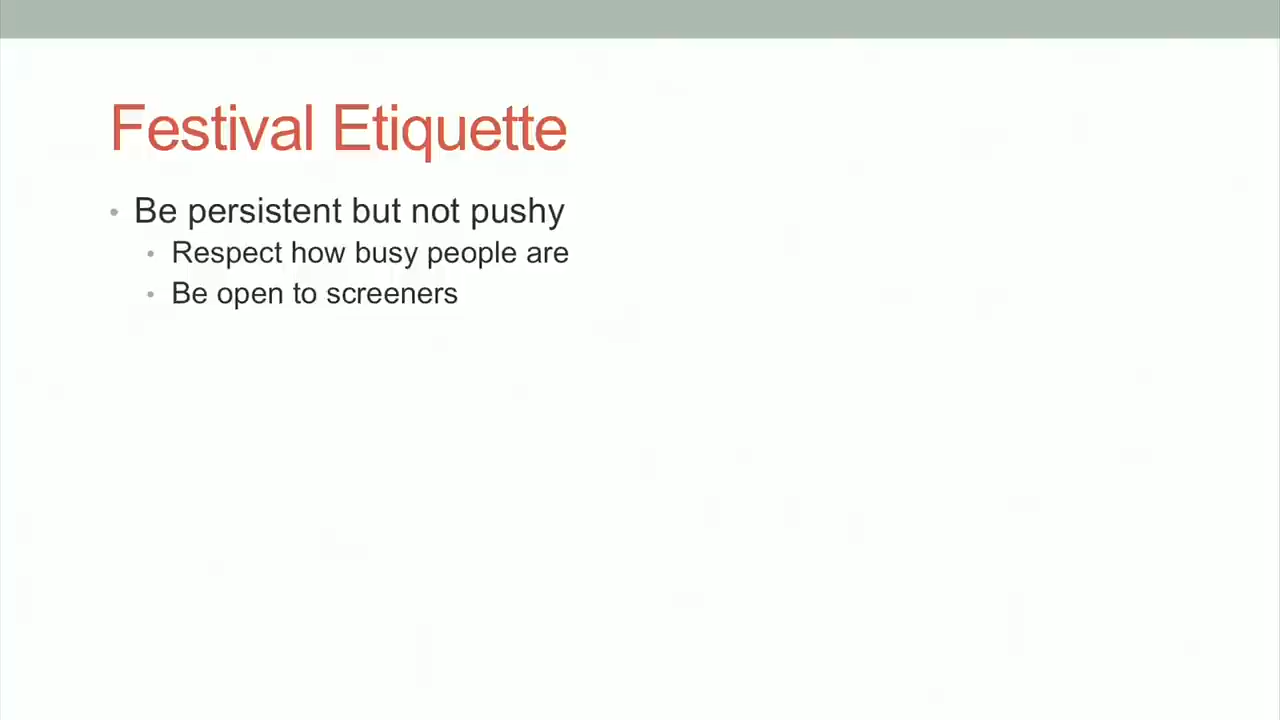 Festival Etiquette
• Be persistent but not pushy
• Respect how busy people are
• Be open to screeners